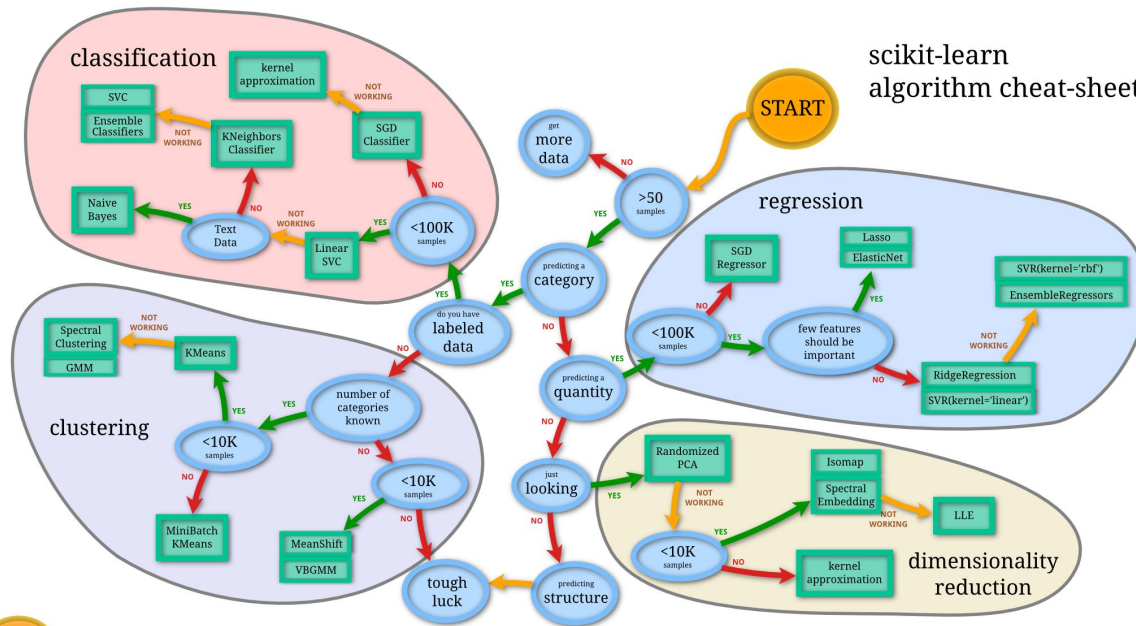 scikit-learn
algorithm cheat-sheet
START
get
more
data
NO
>50
samples
YES
predicting a
category
YES
NO
do you have
labeled
data
YES
NO
predicting a
quantity
YES
NO
just
looking
YES
NO
predicting
structure
tough
luck
classification
kernel
approximation
NOT
WORKING
SVC
Ensemble
Classifiers
NOT
WORKING
KNeighbors
Classifier
SGD
Classifier
NO
Naive
Bayes
YES
NO
Text
Data
NOT
WORKING
Linear
SVC
YES
<100K
samples
regression
SGD
Regressor
NO
<100K
samples
YES
Lasso
ElasticNet
YES
few features
should be
important
NO
SVR(kernel='rbf')
EnsembleRegressors
NOT
WORKING
RidgeRegression
SVR(kernel='linear')
clustering
Spectral
Clustering
GMM
NOT
WORKING
KMeans
YES
<10K
samples
YES
NO
number of
categories
known
NO
<10K
samples
YES
NO
MiniBatch
KMeans
MeanShift
VBGMM
dimensionality
reduction
Randomized
PCA
NOT
WORKING
<10K
samples
YES
NO
Isomap
Spectral
Embedding
NOT
WORKING
LLE
kernel
approximation